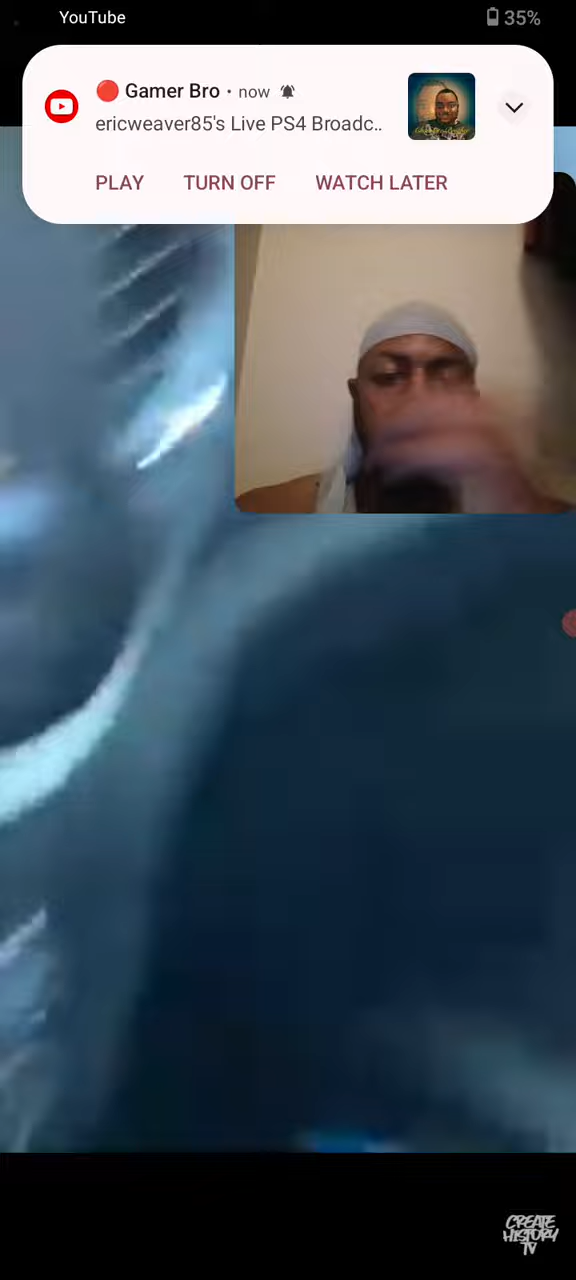 YouTube 35%
Gamer Bro • now
ericweaver85's Live PS4 Broadc..
PLAY TURN OFF WATCH LATER
CREATE
HISTORY
TV